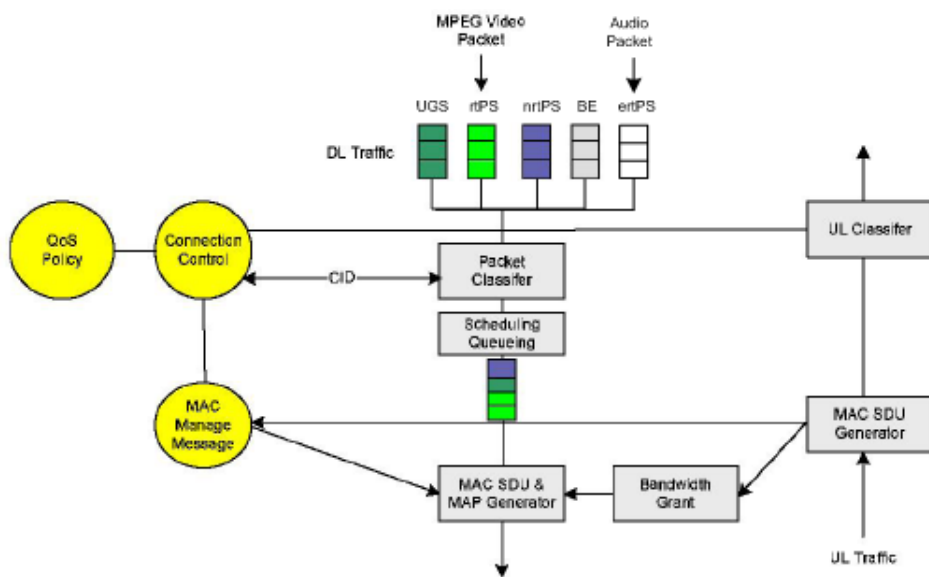 MPEG Video
Packet
Audio
Packet
UGS rtPS nrtPS BE ertPS
DL Traffic
QoS
Policy
Connection
Control
CID
Packet
Classifer
UL Classifer
Scheduling
Queueing
MAC
Manage
Message
MAC SDU
Generator
MAC SDU &
MAP Generator
Bandwidth
Grant
UL Traffic